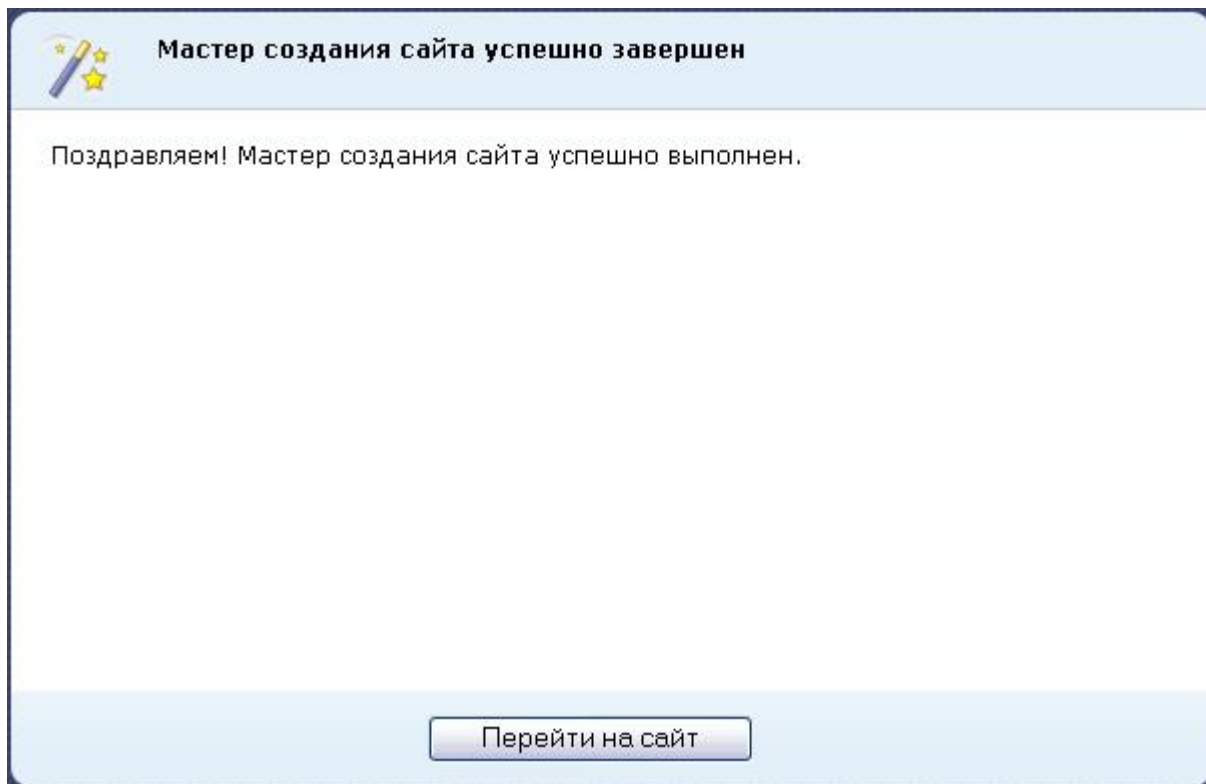 Мастер создания сайта успешно завершен
Поздравляем! Мастер создания сайта успешно выполнен.
Перейти на сайт